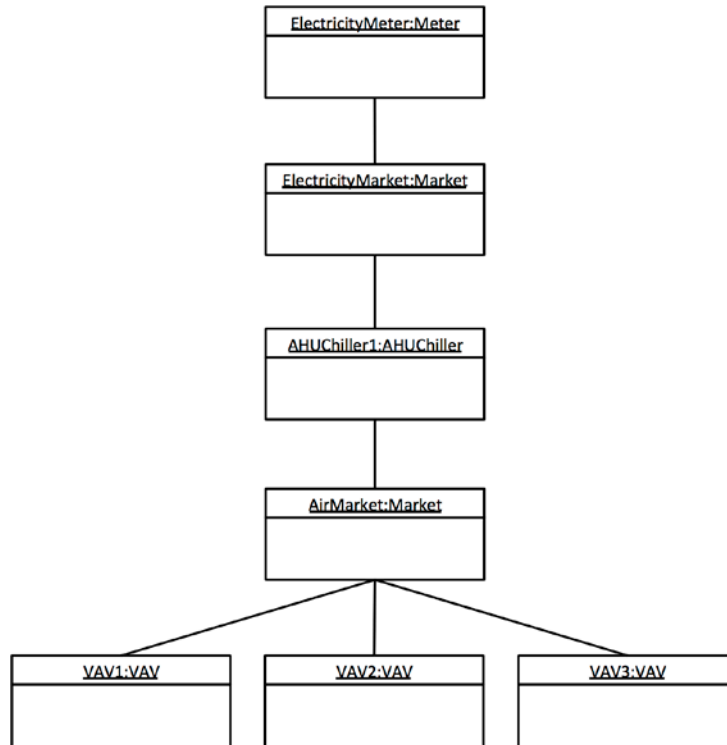 ElectricityMeter:Meter
ElectricityMarket:Market
AHUChiller1:AHUChiller
AirMarket:Market
VAV1:VAV
VAV2:VAV
VAV3:VAV